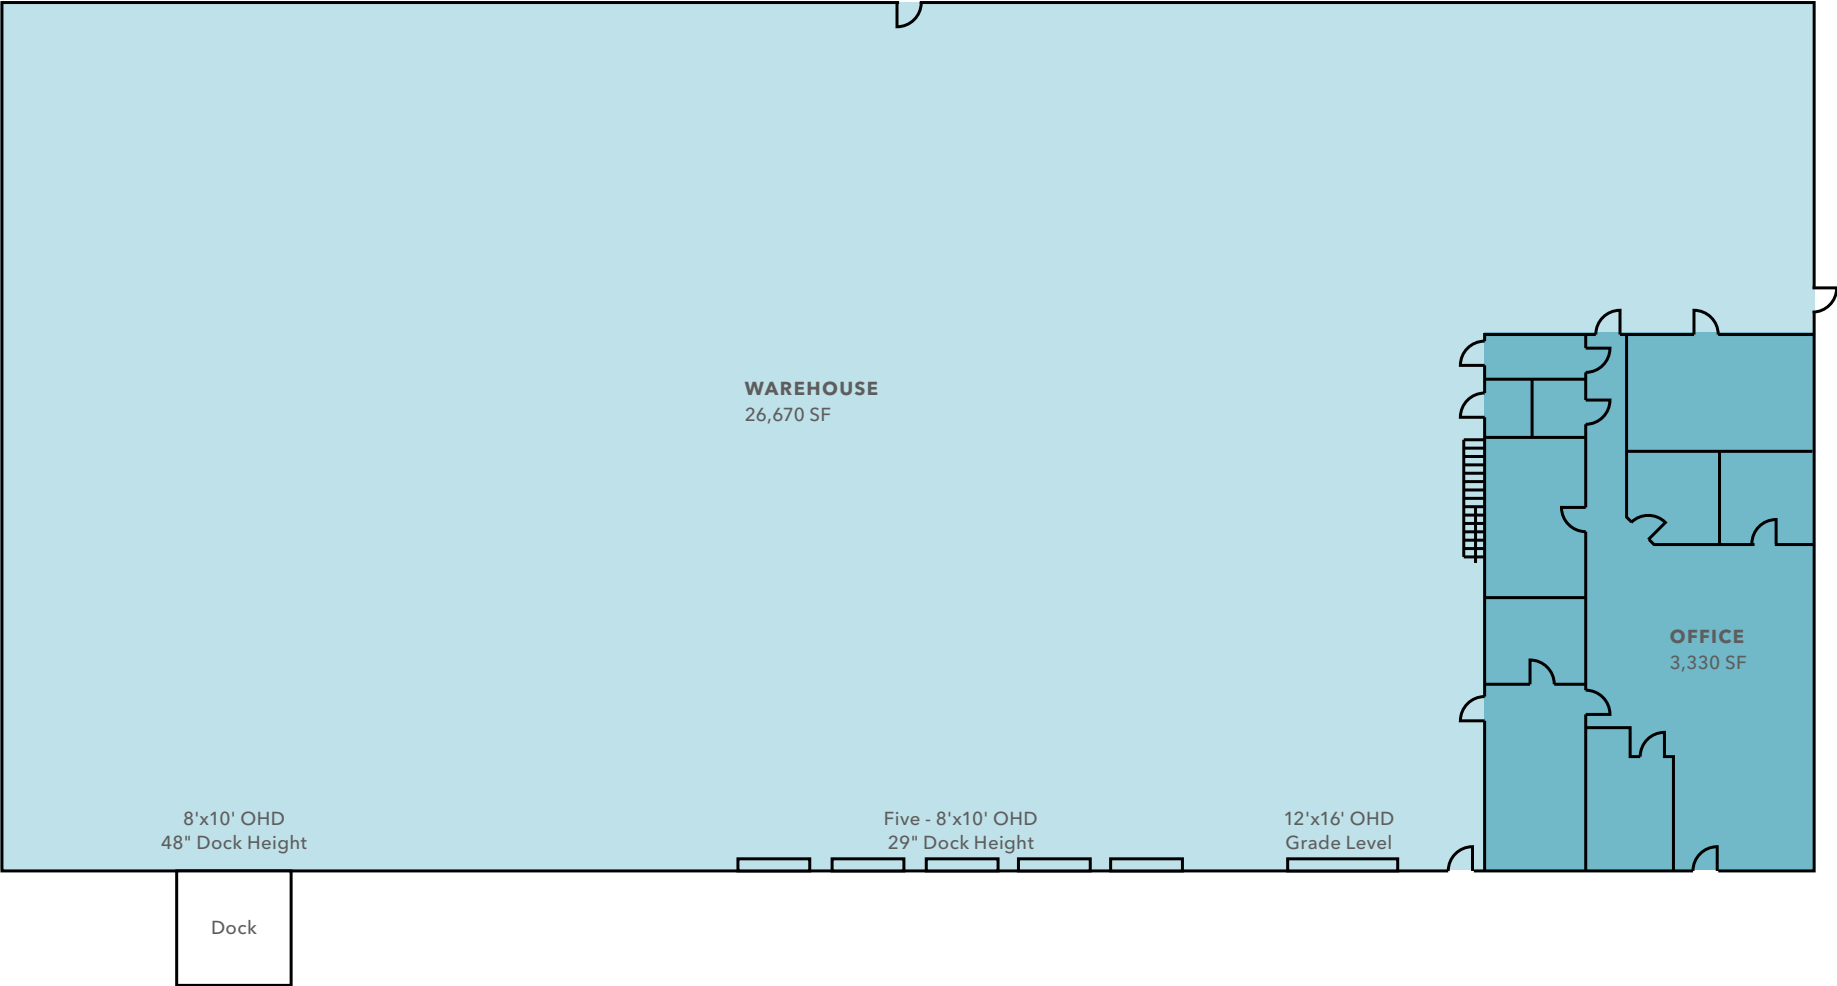 WAREHOUSE
26,670 SF
OFFICE
3,330 SF
8'x10' OHD
48" Dock Height
Five - 8'x10' OHD
29" Dock Height
12'x16' OHD
Grade Level
Dock